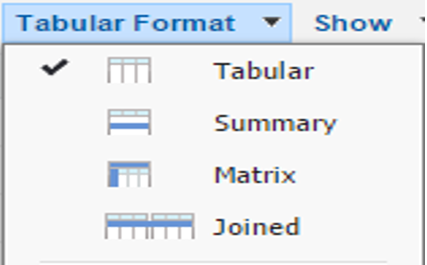 Tabular Format Show
Tabular
Summary
Matrix
Joined